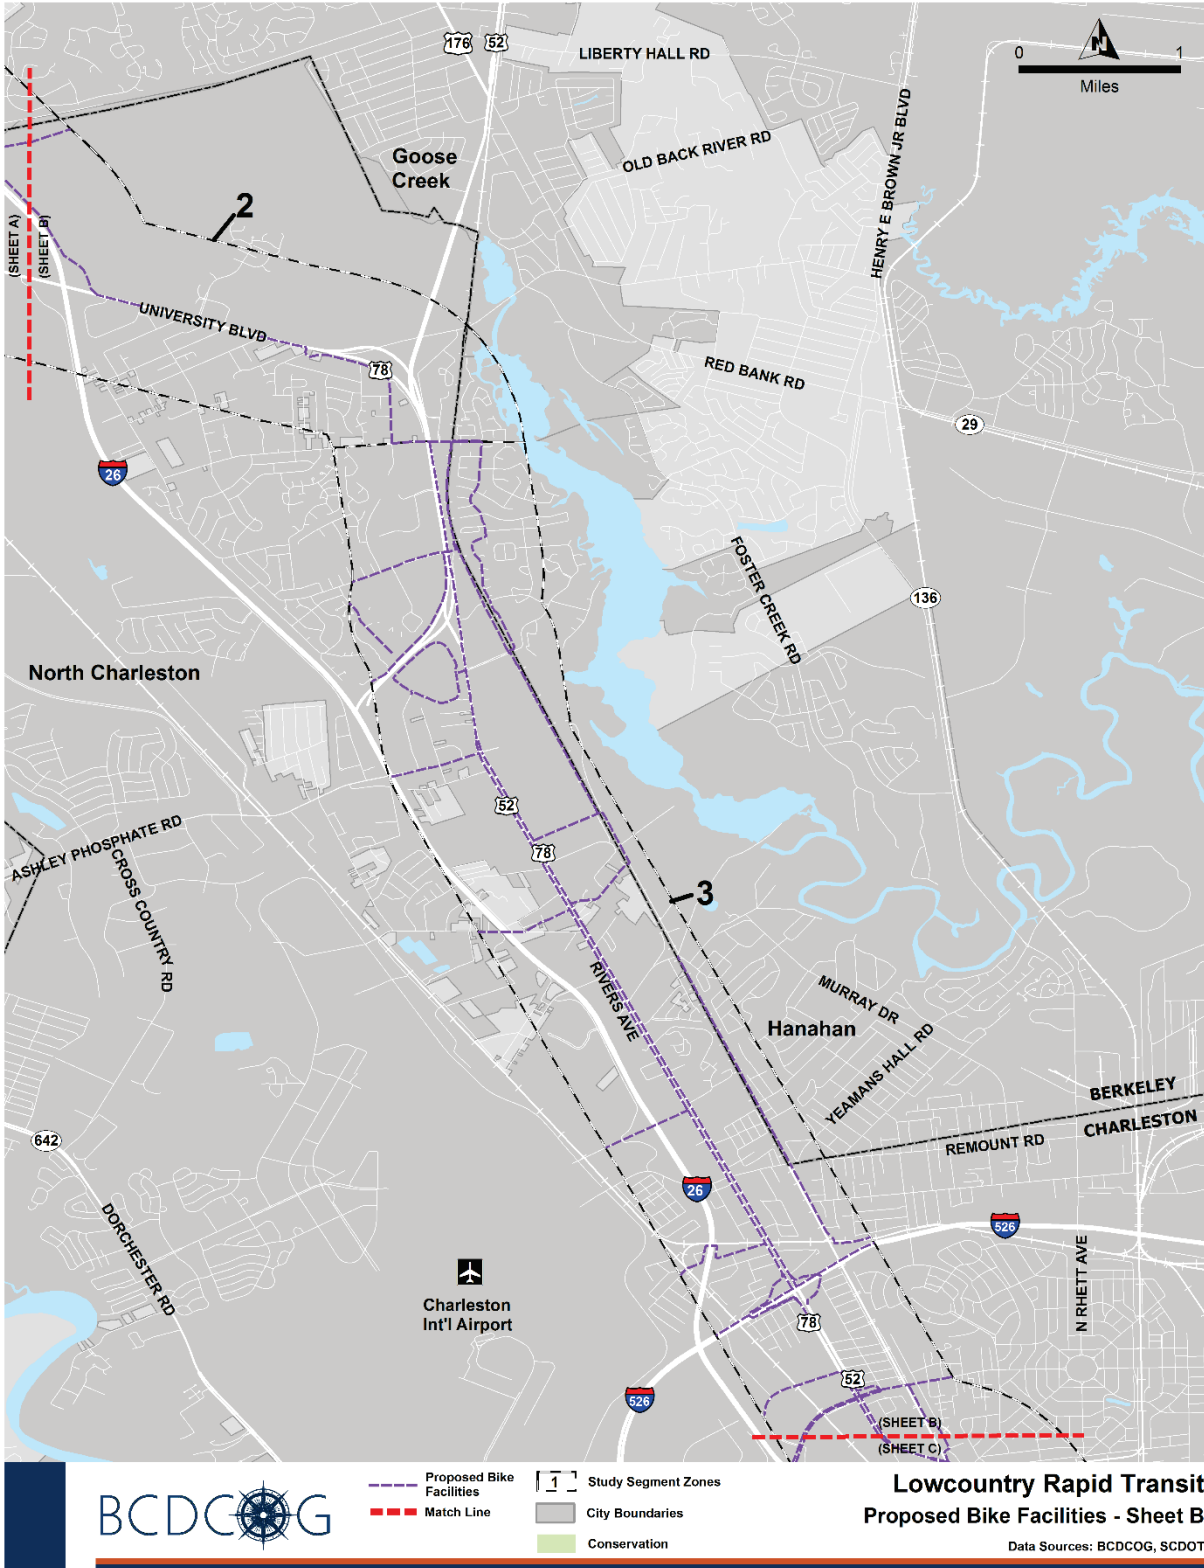 176
52
LIBERTY HALL RD
N
0
1
Miles
HENRY E BROWN JR BLVD
OLD BACK RIVER RD
Goose
Creek
2
(SHEET A)
(SHEET B)
UNIVERSITY BLVD
78
RED BANK RD
29
26
FOSTER CREEK RD
136
North Charleston
52
ASHLEY PHOSPHATE RD
CROSS COUNTRY RD
78
3
RIVERS AVE
MURRAY DR
Hanahan
YEAMANS HALL RD
BERKELEY
CHARLESTON
REMOUNT RD
642
26
526
DORCHESTER RD
N RHETT AVE
Charleston
Int'l Airport
78
52
526
(SHEET B)
(SHEET C)
BCDCOG
Proposed Bike
Facilities
Match Line
1
Study Segment Zones
City Boundaries
Conservation
Lowcountry Rapid Transit
Proposed Bike Facilities - Sheet B
Data Sources: BCDCOG, SCDOT